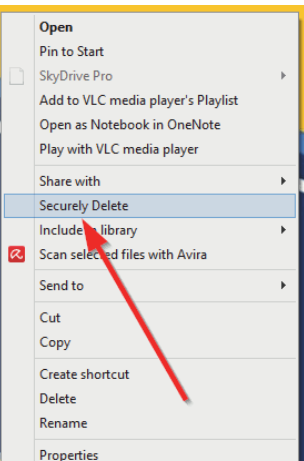 Open
Pin to Start
SkyDrive Pro
Add to VLC media player's Playlist
Open as Notebook in OneNote
Play with VLC media player
Share with
Securely Delete
Include in library
Scan selected files with Avira
Send to
Cut
Copy
Create shortcut
Delete
Rename
Properties